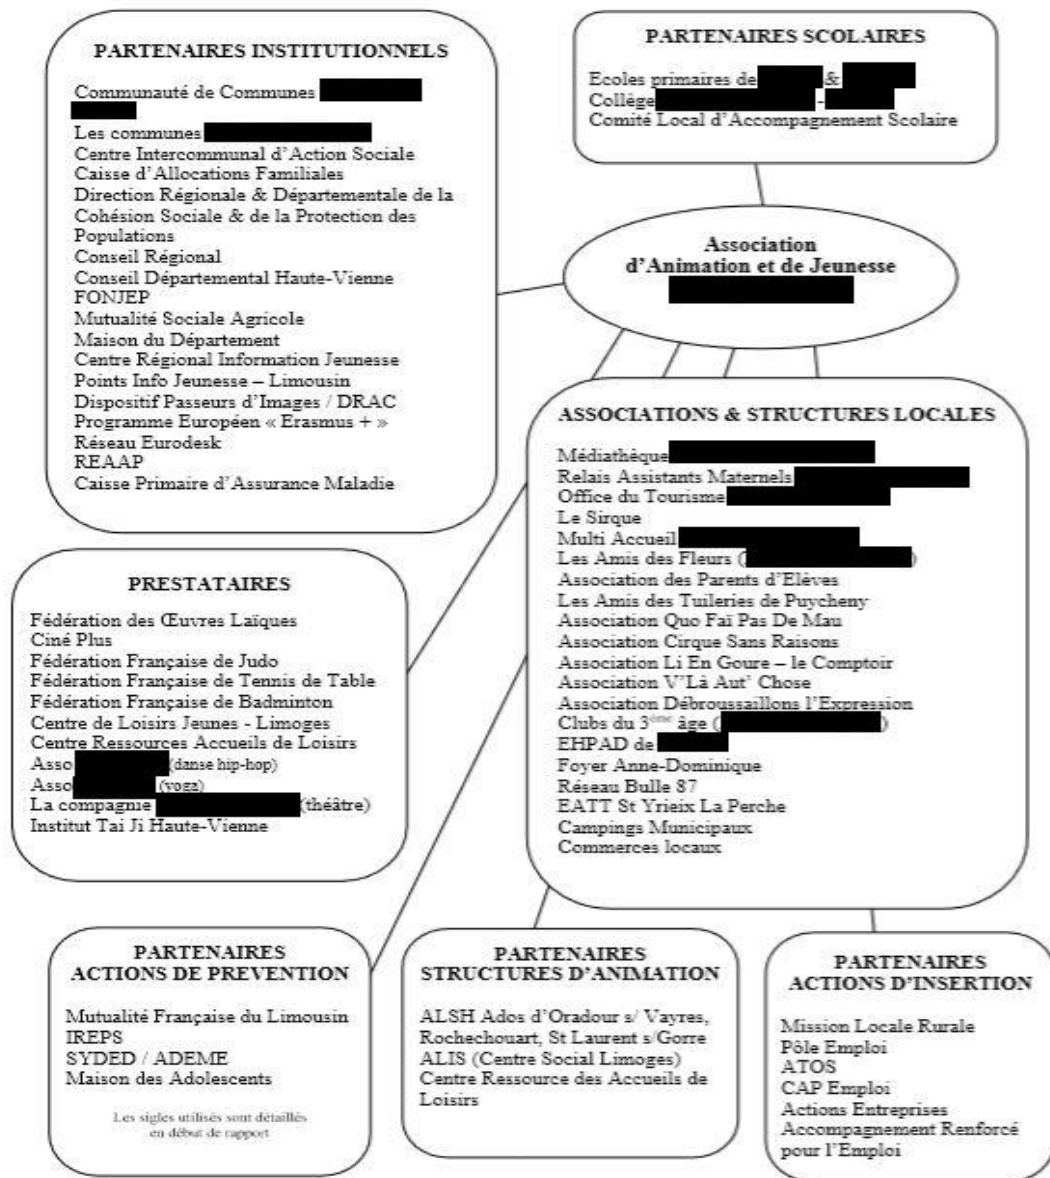 PARTENAIRES INSTITUTIONNELS
Communauté de Communes
Les communes
Centre Intercommunal d'Action Sociale
Caisse d'Allocations Familiales
Direction Régionale & Départementale de la
Cohésion Sociale & de la Protection des
Populations
Conseil Régional
Conseil Départemental Haute-Vienne
FONJEP
Mutualité Sociale Agricole
Maison du Département
Centre Régional Information Jeunesse
Points Info Jeunesse – Limousin
Dispositif Passeurs d'Images / DRAC
Programme Européen « Erasmus + »
Réseau Eurodesk
REAAP
Caisse Primaire d'Assurance Maladie
PARTENAIRES SCOLAIRES
Ecoles primaires de &
Collège -
Comité Local d'Accompagnement Scolaire
Association
d'Animation et de Jeunesse
ASSOCIATIONS & STRUCTURES LOCALES
Médiathèque
Relais Assistants Maternels
Office du Tourisme
Le Sirque
Multi Accueil
Les Amis des Fleurs ( )
Association des Parents d'Elèves
Les Amis des Tuileries de Puycheny
Association Quo Faï Pas De Mau
Association Cirque Sans Raisons
Association Li En Goure – le Comptoir
Association V'Là Aut' Chose
Association Débroussaillons l'Expression
Clubs du 3ème âge ( )
EHPAD de
Foyer Anne-Dominique
Réseau Bulle 87
EATT St Yrieix La Perche
Campings Municipaux
Commerces locaux
PRESTATAIRES
Fédération des Œuvres Laïques
Ciné Plus
Fédération Française de Judo
Fédération Française de Tennis de Table
Fédération Française de Badminton
Centre de Loisirs Jeunes - Limoges
Centre Ressources Accueils de Loisirs
Asso (danse hip-hop)
Asso (yoga)
La compagnie (théâtre)
Institut Tai Ji Haute-Vienne
PARTENAIRES
ACTIONS DE PREVENTION
Mutualité Française du Limousin
IREPS
SYDED / ADEME
Maison des Adolescents
Les sigles utilisés sont détaillés
en début de rapport
PARTENAIRES
STRUCTURES D'ANIMATION
ALSH Ados d'Oradour s/ Vayres,
Rochechouart, St Laurent s/Gorre
ALIS (Centre Social Limoges)
Centre Ressource des Accueils de
Loisirs
PARTENAIRES
ACTIONS D'INSERTION
Mission Locale Rurale
Pôle Emploi
ATOS
CAP Emploi
Actions Entreprises
Accompagnement Renforcé
pour l'Emploi